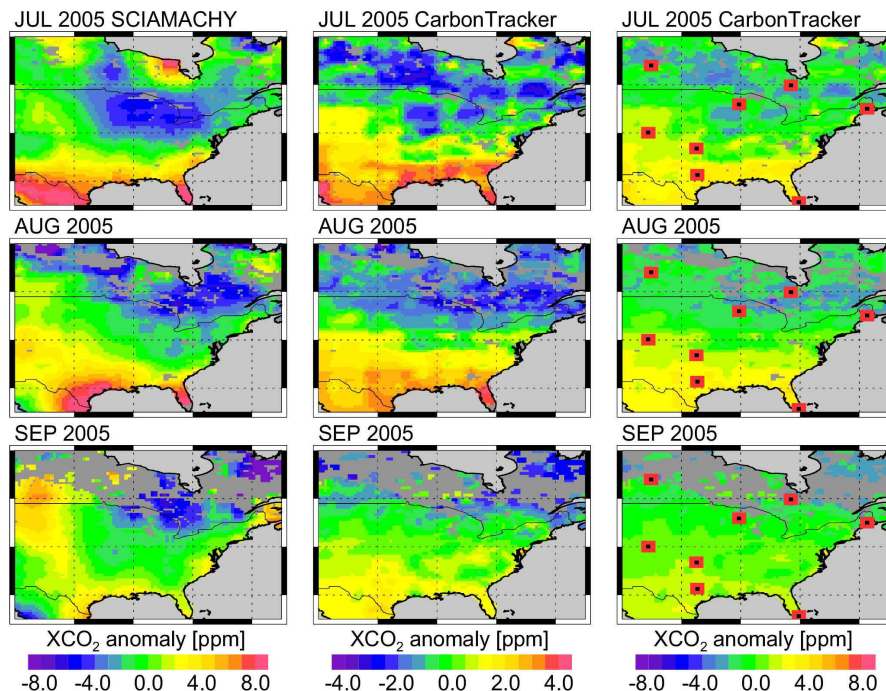 JUL 2005 SCIAMACHY
JUL 2005 CarbonTracker
JUL 2005 CarbonTracker
AUG 2005
AUG 2005
AUG 2005
SEP 2005
SEP 2005
SEP 2005
XCO₂ anomaly [ppm]
XCO₂ anomaly [ppm]
XCO₂ anomaly [ppm]
-8.0 -4.0 0.0 4.0 8.0
-4.0 -2.0 0.0 2.0 4.0
-8.0 -4.0 0.0 4.0 8.0